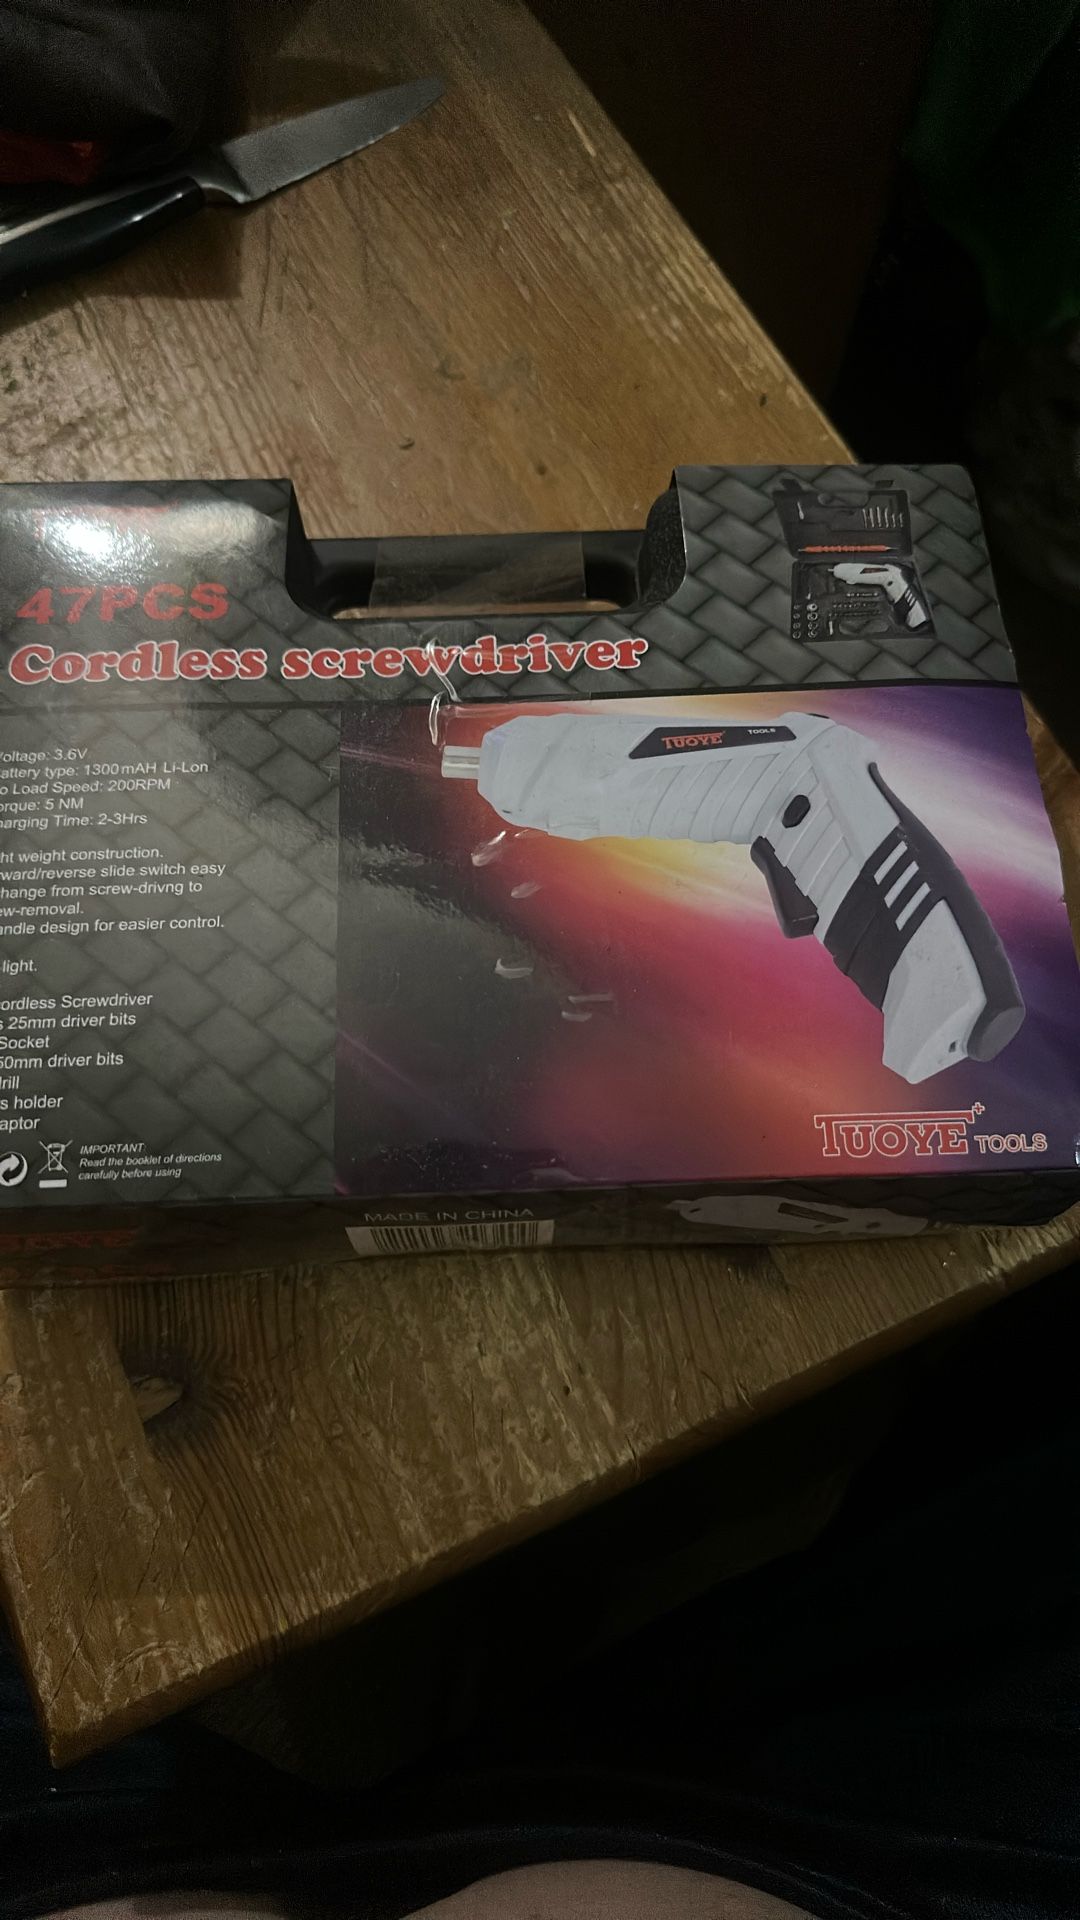 47PCS
Cordless screwdriver
oltage: 3.6V
attery type: 1300mAH Li-Lon
o Load Speed: 200RPM
orque: 5 NM
harging Time: 2-3Hrs
ht weight construction.
ward/reverse slide switch easy
hange from screw-drivng to
ew-removal.
andle design for easier control.
light.
ordless Screwdriver
s 25mm driver bits
Socket
50mm driver bits
rill
s holder
aptor
IMPORTANT:
Read the booklet of directions
carefully before using
TUOYE TOOLS
TUOYE+ TOOLS
MADE IN CHINA